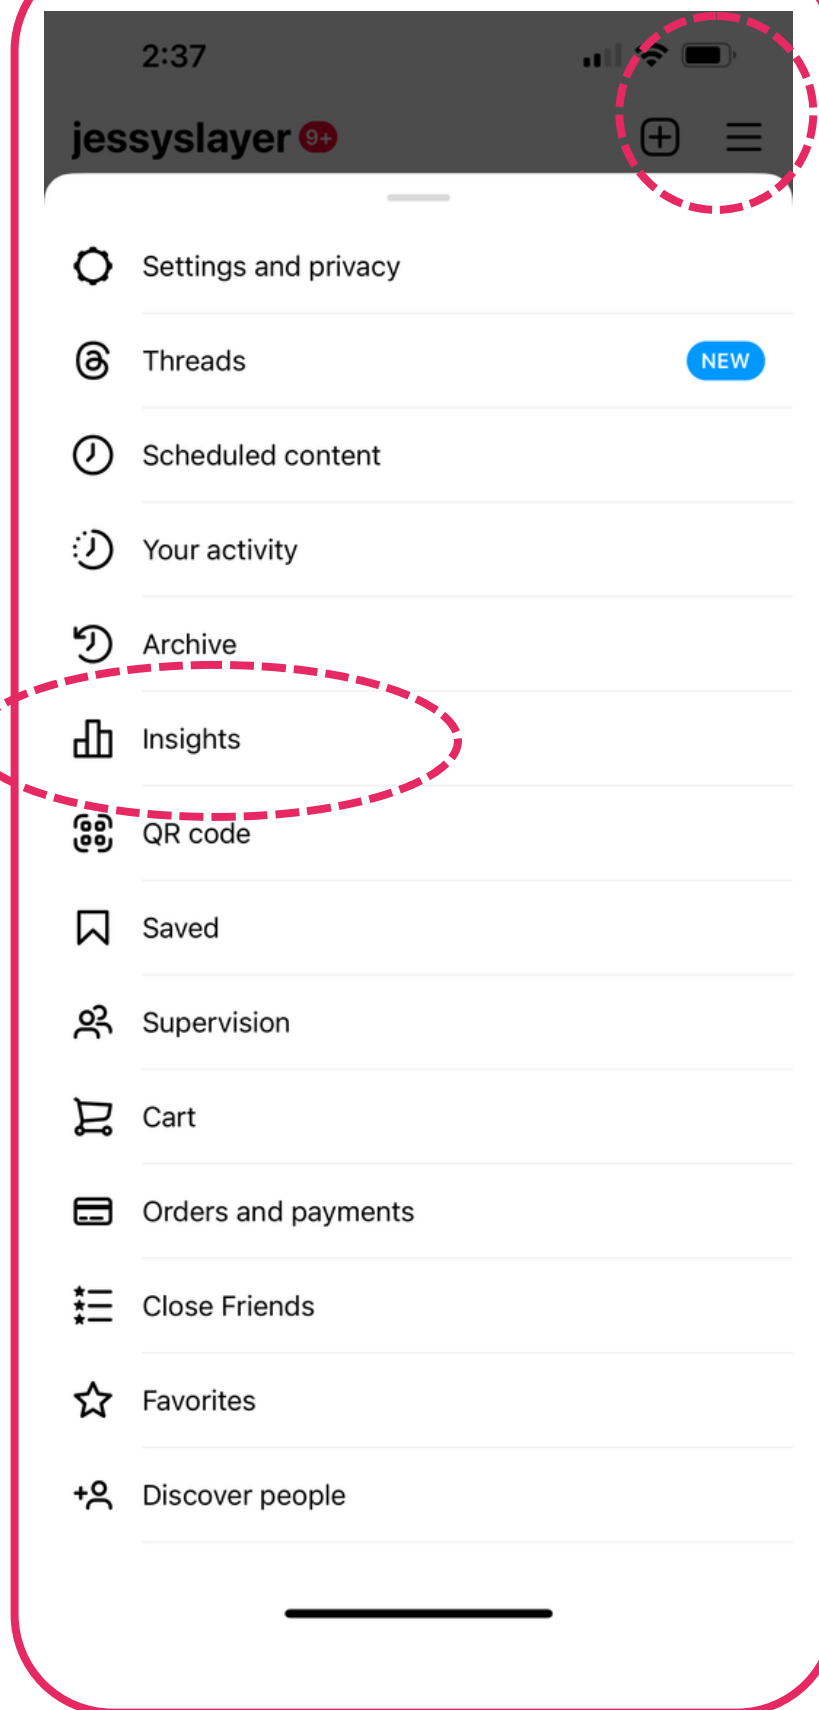 2:37
jessyslayer 9+
Settings and privacy
Threads NEW
Scheduled content
Your activity
Archive
Insights
QR code
Saved
Supervision
Cart
Orders and payments
Close Friends
Favorites
Discover people